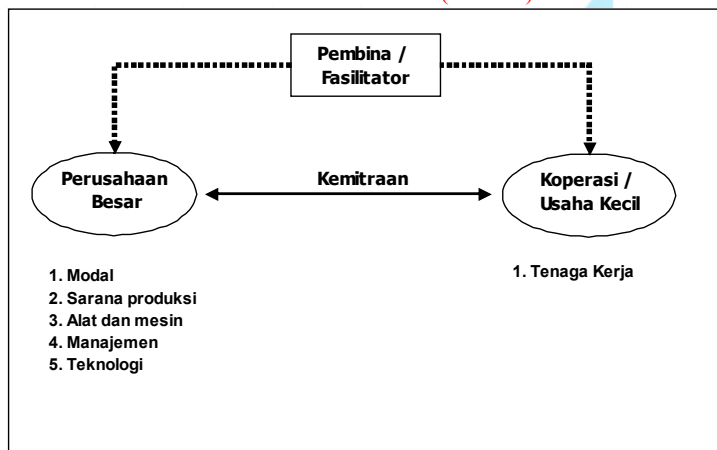 Pembina /
Fasilitator
Perusahaan
Besar
Kemitraan
Koperasi /
Usaha Kecil
1. Modal
2. Sarana produksi
3. Alat dan mesin
4. Manajemen
5. Teknologi
1. Tenaga Kerja